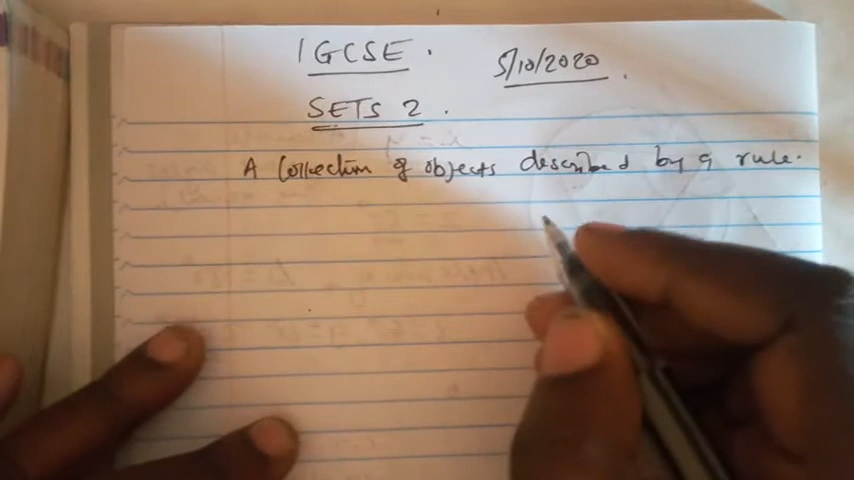 IGCSE.
5/10/2020.
SETS 2.
A Collection of objects described by a rule.